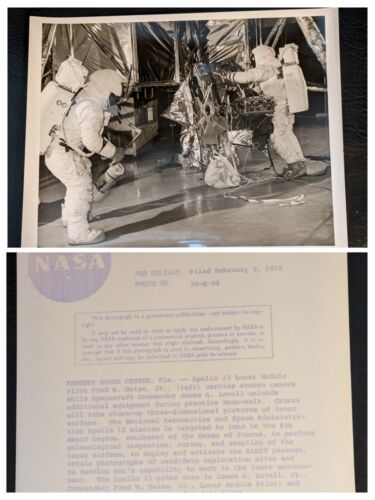 NASA
FOR RELEASE: Filed February 2, 1970
PHOTO NO. 70-H-94
This photograph is a government publication -- not subject to copy-
right.
It may not be used to state or imply the endorsement by NASA or
by any NASA employee of a commercial product, process or service, or
used in any other manner that might mislead. Accordingly, it is re-
quested that if this photograph is used in advertising, posters, books,
etc., layout and copy be submitted to NASA prior to release.
KENNEDY SPACE CENTER, Fla. -- Apollo 13 Lunar Module
Pilot Fred W. Haise, Jr., (left) carries stereo camera
while Spacecraft Commander James A. Lovell unloads
additional equipment during practice moon-walk. Camera
will take close-up three-dimensional pictures of lunar
surface. The National Aeronautics and Space Administra-
tion Apollo 13 mission is targeted to land in the Fra
Mauro region, southeast of the Ocean of Storms, to perform
seismological inspection, survey, and sampling of the
lunar surface, to deploy and activate the ALSEP package,
obtain photographs of candidate exploration sites and
to develop man's capability to work in the lunar environ-
ment. The Apollo 13 prime crew is James A. Lovell, Jr.
Commander; Fred W. Haise, Jr., Lunar Module Pilot; and